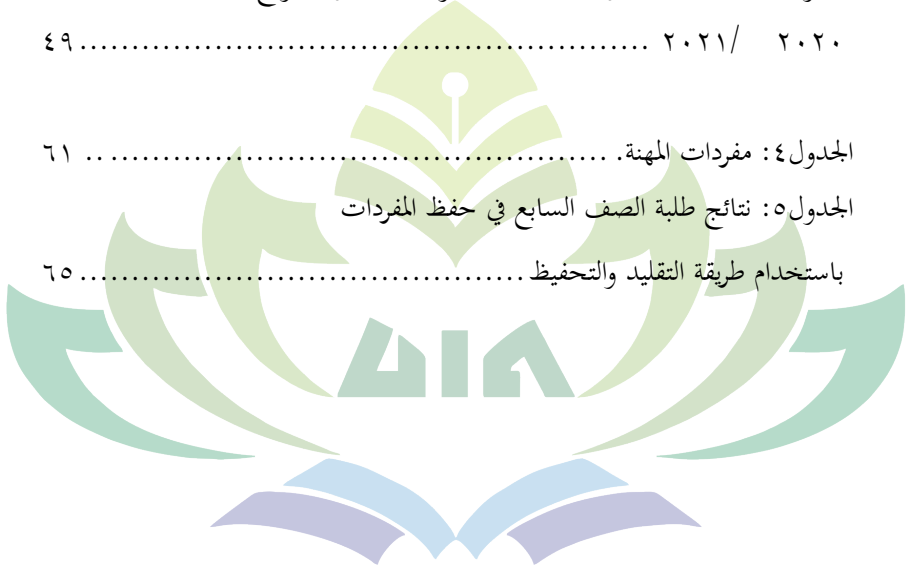 ٢٠٢٠ /٢٠٢١ ....................................................... ٤٩
الجدول٤: مفردات المهنة. .................................................. ٦١
الجدول٥: نتائج طلبة الصف السابع في حفظ المفردات
باستخدام طريقة التقليد والتحفيظ ........................................... ٦٥